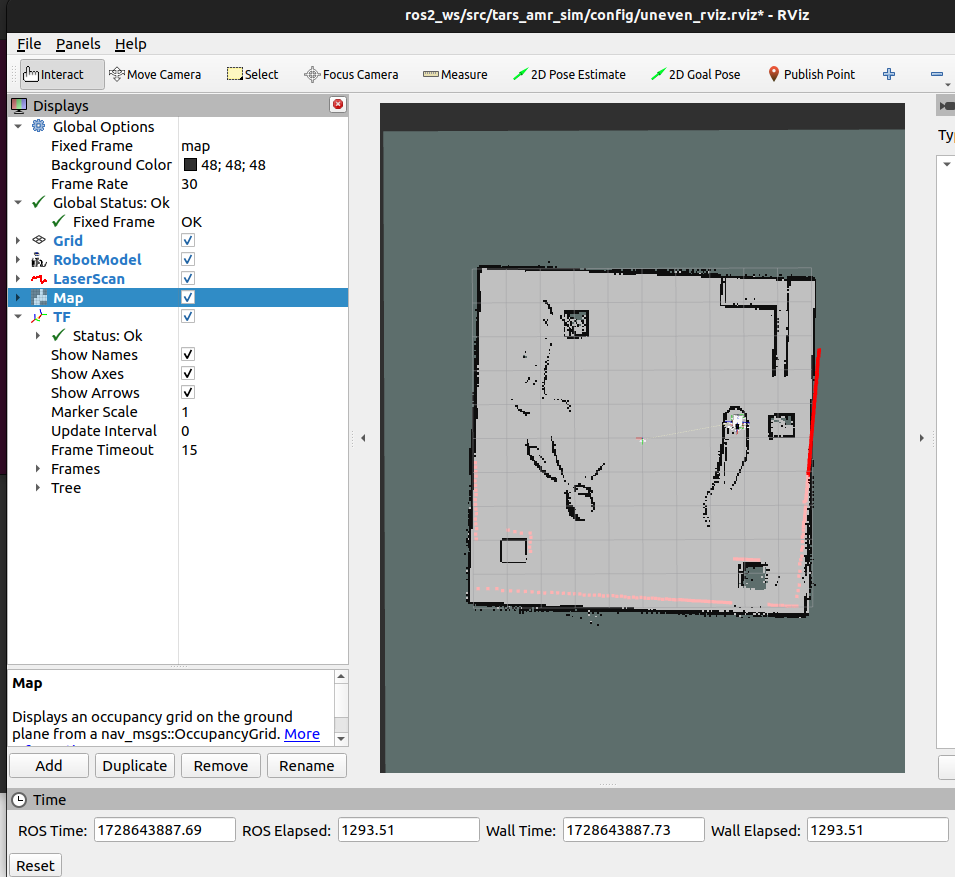 ros2_ws/src/tars_amr_sim/config/uneven_rviz.rviz* - RViz
File Panels Help
Interact Move Camera Select Focus Camera Measure 2D Pose Estimate 2D Goal Pose Publish Point
Displays
Global Options
Fixed Frame map
Background Color 48; 48; 48
Frame Rate 30
Global Status: Ok
Fixed Frame OK
Grid
RobotModel
LaserScan
Map
TF
Status: Ok
Show Names
Show Axes
Show Arrows
Marker Scale 1
Update Interval 0
Frame Timeout 15
Frames
Tree
Map
Displays an occupancy grid on the ground
plane from a nav_msgs::OccupancyGrid. More
Add Duplicate Remove Rename
Time
ROS Time: 1728643887.69 ROS Elapsed: 1293.51 Wall Time: 1728643887.73 Wall Elapsed: 1293.51
Reset